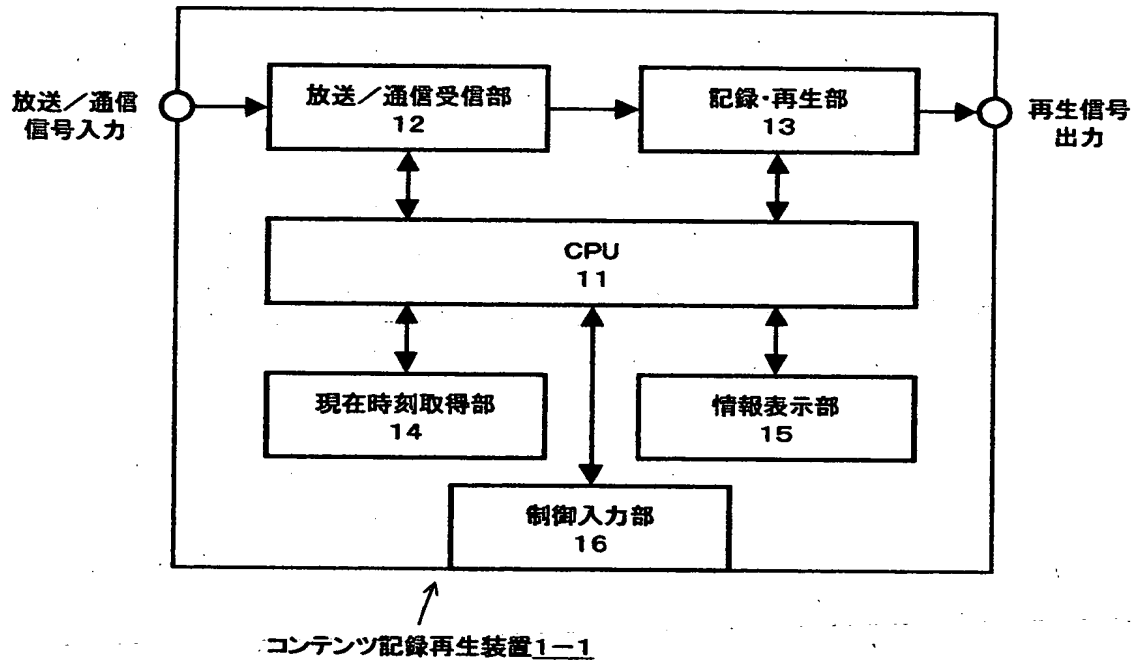 放送/通信
信号入力
放送/通信受信部
12
記録・再生部
13
再生信号
出力
CPU
11
現在時刻取得部
14
情報表示部
15
制御入力部
16
コンテンツ記録再生装置1-1